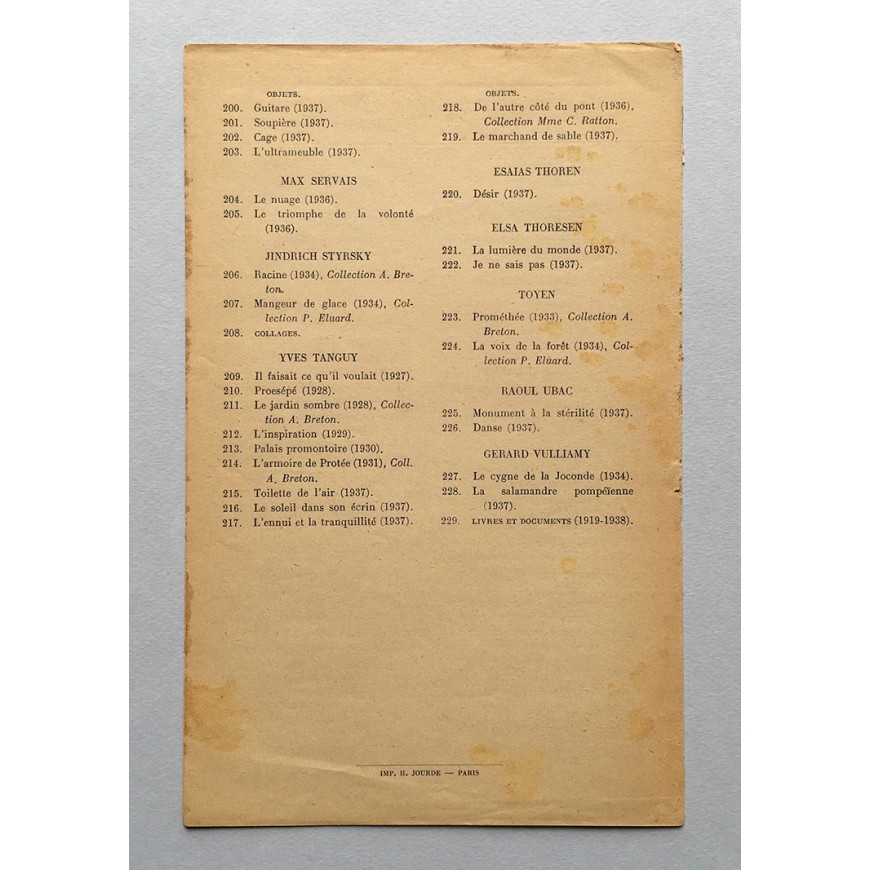 OBJETS.
200. Guitare (1937).
201. Soupière (1937).
202. Cage (1937).
203. L'ultrameuble (1937).
MAX SERVAIS
204. Le nuage (1936).
205. Le triomphe de la volonté
(1936).
JINDRICH STYRSKY
206. Racine (1934), Collection A. Bre-
ton.
207. Mangeur de glace (1934), Col-
lection P. Eluard.
208. COLLAGES.
YVES TANGUY
209. Il faisait ce qu'il voulait (1927).
210. Proesépé (1928).
211. Le jardin sombre (1928), Collec-
tion A. Breton.
212. L'inspiration (1929).
213. Palais promontoire (1930).
214. L'armoire de Protée (1931), Coll.
A. Breton.
215. Toilette de l'air (1937).
216. Le soleil dans son écrin (1937).
217. L'ennui et la tranquillité (1937).
OBJETS.
218. De l'autre côté du pont (1936),
Collection Mme C. Ratton.
219. Le marchand de sable (1937).
ESAIAS THOREN
220. Désir (1937).
ELSA THORESEN
221. La lumière du monde (1937).
222. Je ne sais pas (1937).
TOYEN
223. Prométhée (1933), Collection A.
Breton.
224. La voix de la forêt (1934), Col-
lection P. Eluard.
RAOUL UBAC
225. Monument à la stérilité (1937).
226. Danse (1937).
GERARD VULLIAMY
227. Le cygne de la Joconde (1934).
228. La salamandre pompéïenne
(1937).
229. LIVRES ET DOCUMENTS (1919-1938).
IMP. H. JOURDE — PARIS